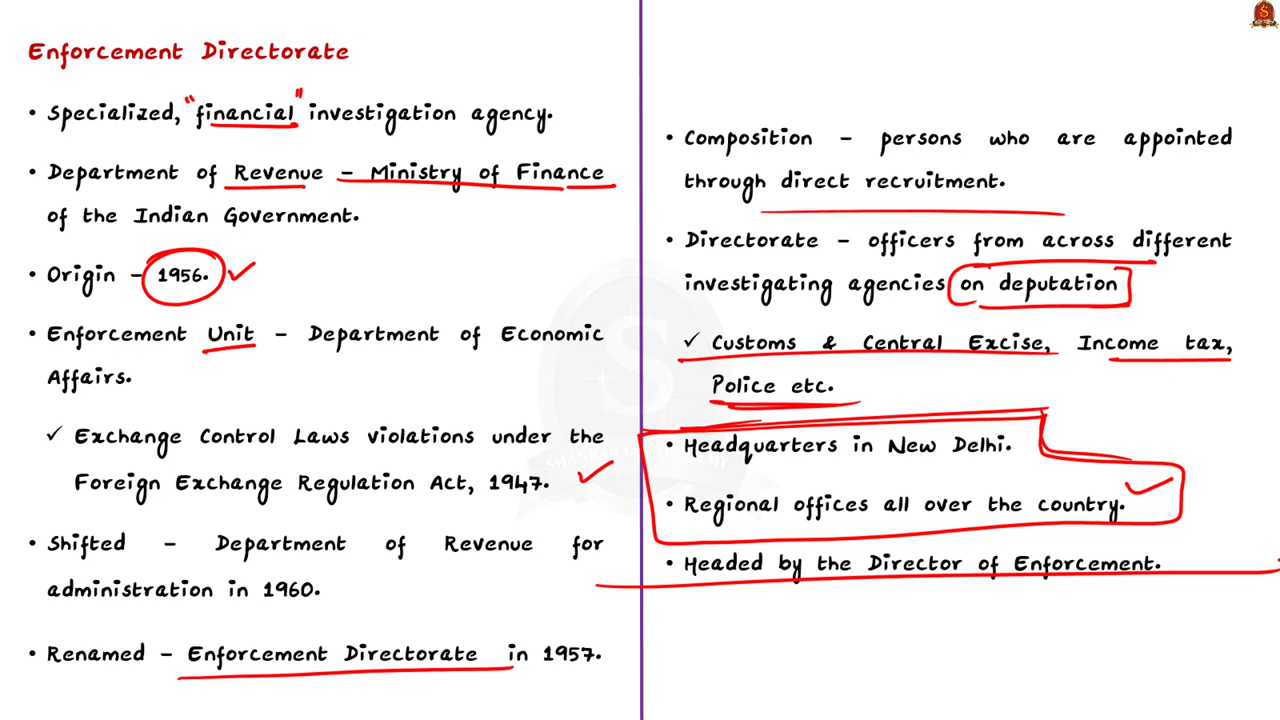 Enforcement Directorate
• Specialized, "financial" investigation agency.
• Department of Revenue – Ministry of Finance
of the Indian Government.
• Origin – 1956.
• Enforcement Unit – Department of Economic
Affairs.
✓ Exchange Control Laws violations under the
Foreign Exchange Regulation Act, 1947.
• Shifted – Department of Revenue for
administration in 1960.
• Renamed – Enforcement Directorate in 1957.
• Composition – persons who are appointed
through direct recruitment.
• Directorate – officers from across different
investigating agencies on deputation
✓ Customs & Central Excise, Income tax,
Police etc.
• Headquarters in New Delhi.
• Regional offices all over the country.
• Headed by the Director of Enforcement.